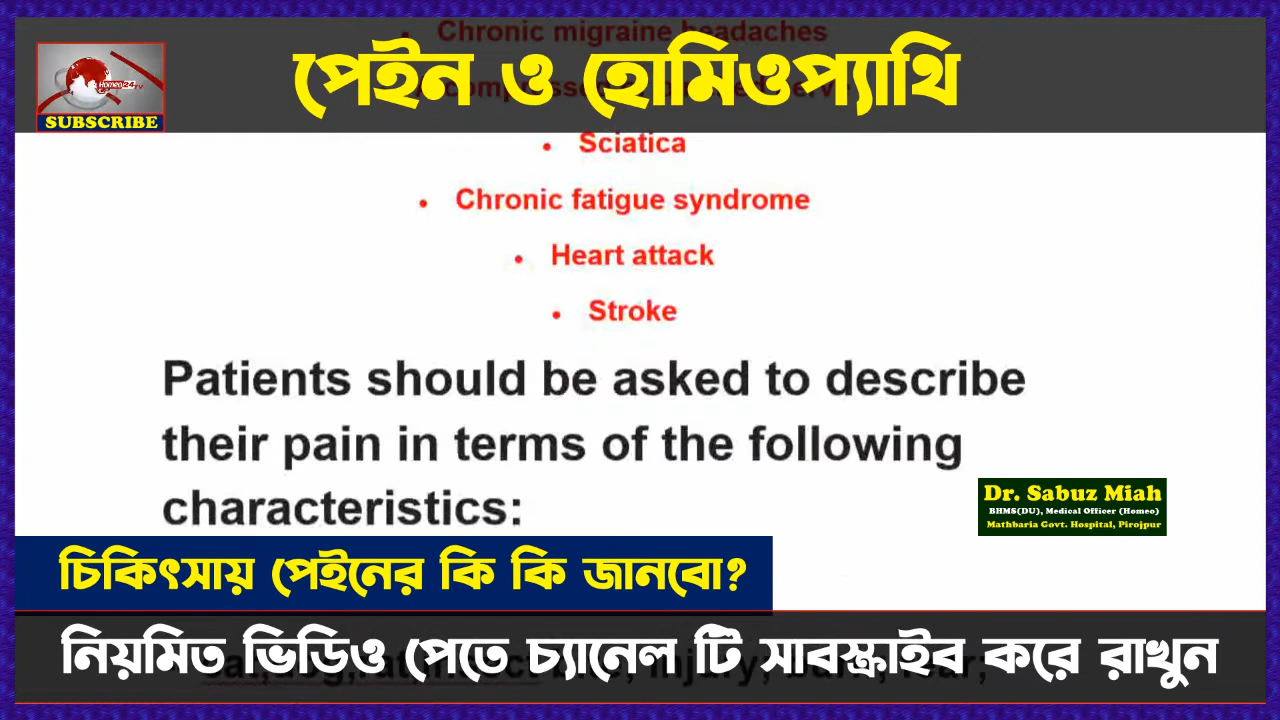 Chronic migraine headaches
পেইন ও হোমিওপ্যাথি
Homeo24TV
SUBSCRIBE
Sciatica
Chronic fatigue syndrome
Heart attack
Stroke
Patients should be asked to describe
their pain in terms of the following
characteristics:
Dr. Sabuz Miah
BHMS(DU), Medical Officer (Homeo)
Mathbaria Govt. Hospital, Pirojpur
চিকিৎসায় পেইনের কি কি জানবো?
নিয়মিত ভিডিও পেতে চ্যানেল টি সাবস্ক্রাইব করে রাখুন